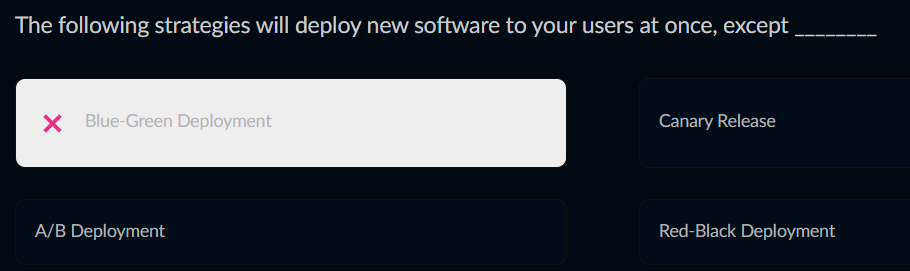 The following strategies will deploy new software to your users at once, except ________
Blue-Green Deployment
Canary Release
A/B Deployment
Red-Black Deployment